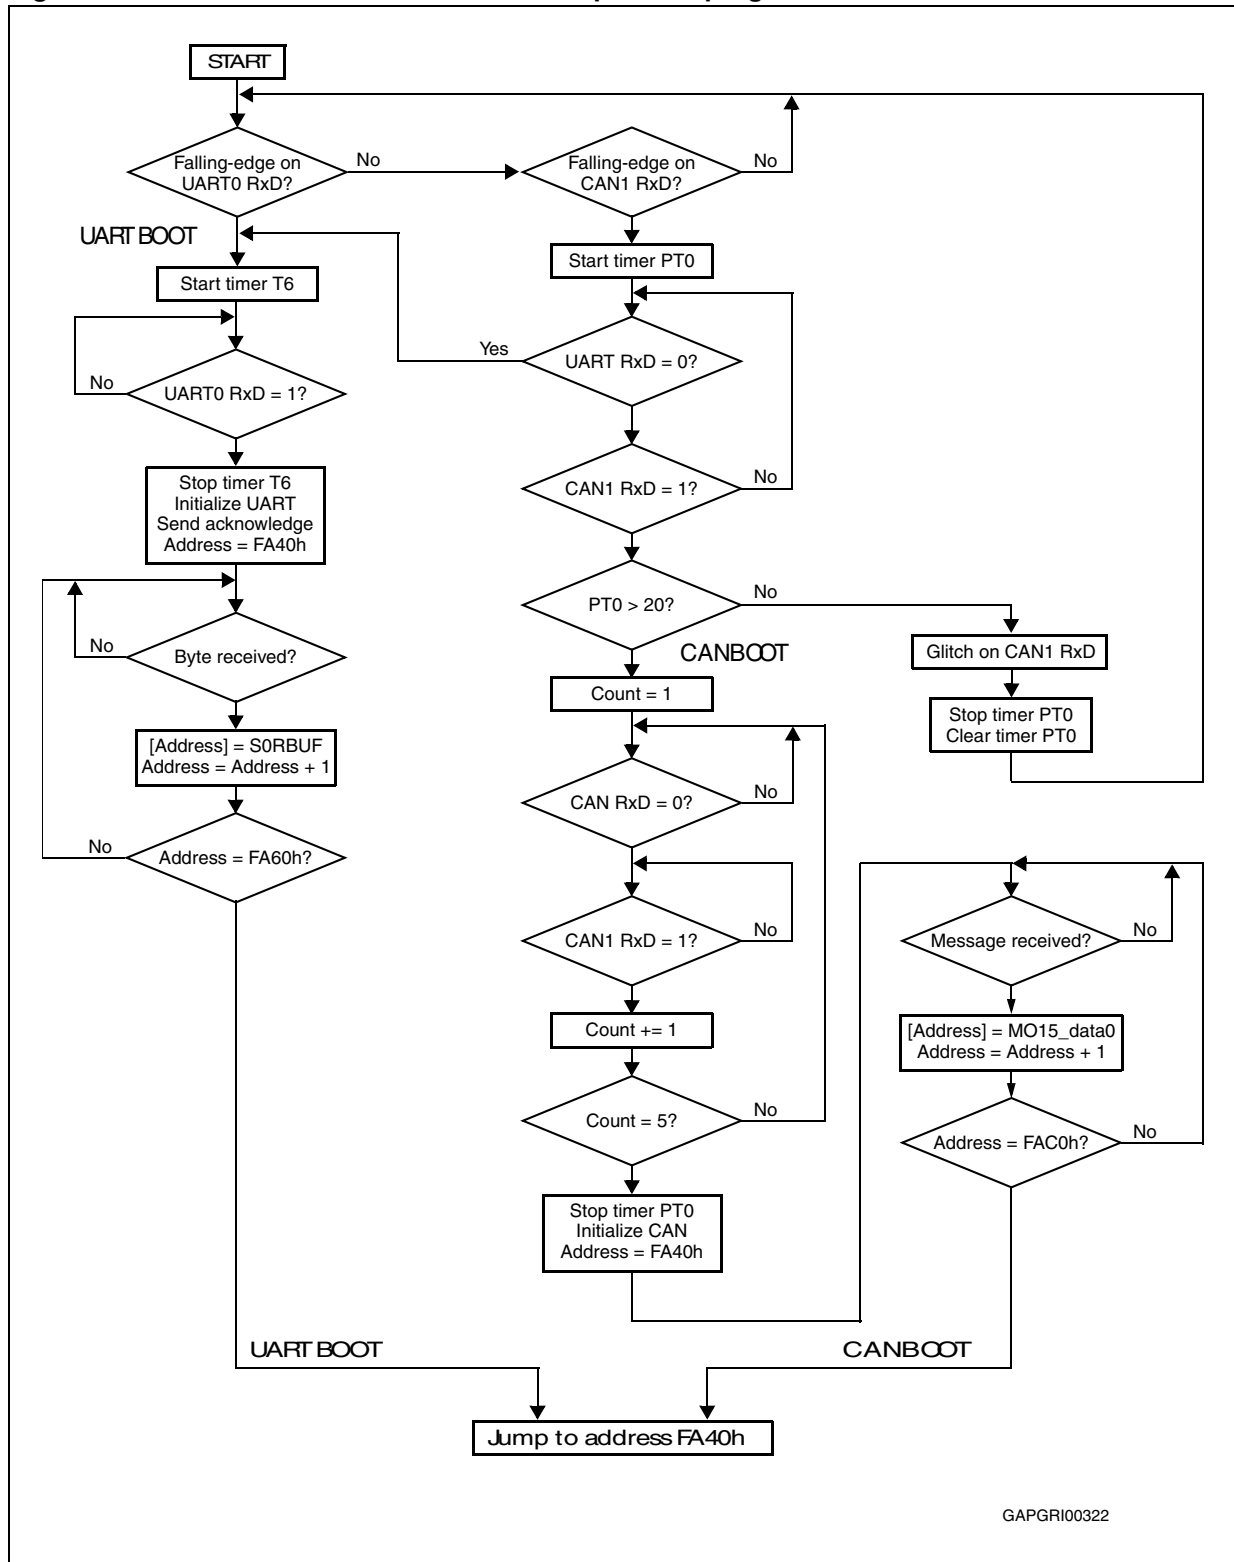 START
Falling-edge on
UART0 RxD?
No
Falling-edge on
CAN1 RxD?
No
UART BOOT
Start timer T6
Start timer PT0
No
UART0 RxD = 1?
Yes
UART RxD = 0?
Stop timer T6
Initialize UART
Send acknowledge
Address = FA40h
CAN1 RxD = 1?
No
PT0 > 20?
No
No
Byte received?
CANBOOT
Glitch on CAN1 RxD
Count = 1
Stop timer PT0
Clear timer PT0
[Address] = S0RBUF
Address = Address + 1
CAN RxD = 0?
No
No
Address = FA60h?
CAN1 RxD = 1?
No
Message received?
No
Count += 1
[Address] = MO15_data0
Address = Address + 1
Count = 5?
No
Address = FAC0h?
No
Stop timer PT0
Initialize CAN
Address = FA40h
UART BOOT
CANBOOT
Jump to address FA40h
GAPGRI00322